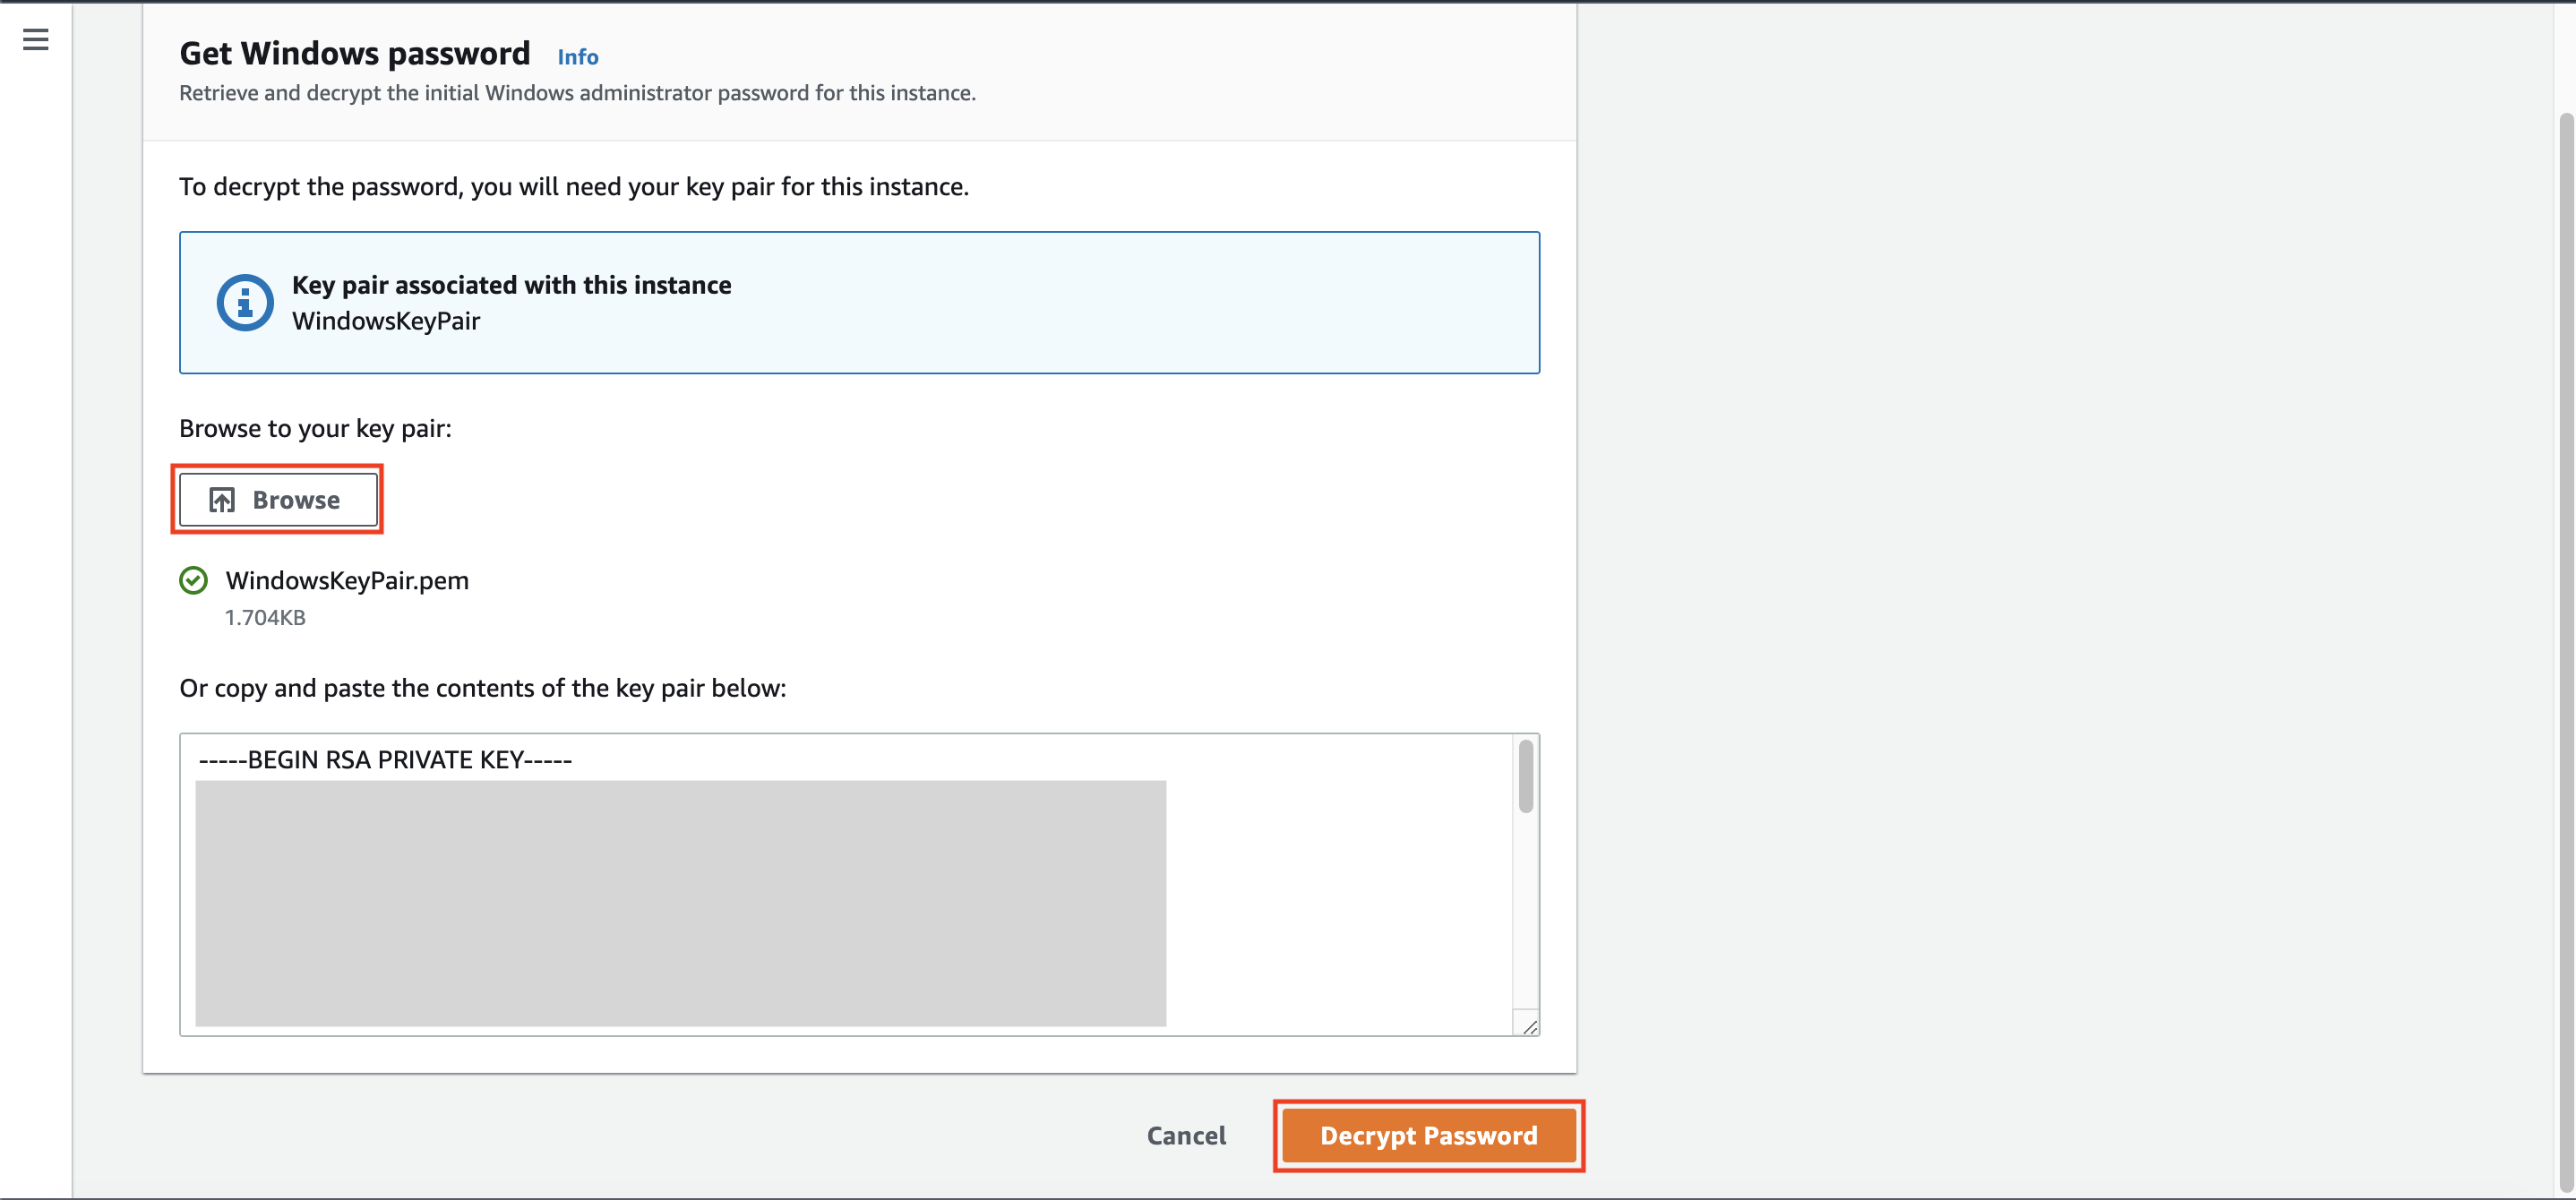 Get Windows password Info
Retrieve and decrypt the initial Windows administrator password for this instance.
To decrypt the password, you will need your key pair for this instance.
Key pair associated with this instance
WindowsKeyPair
Browse to your key pair:
Browse
WindowsKeyPair.pem
1.704KB
Or copy and paste the contents of the key pair below:
-----BEGIN RSA PRIVATE KEY-----
Cancel Decrypt Password